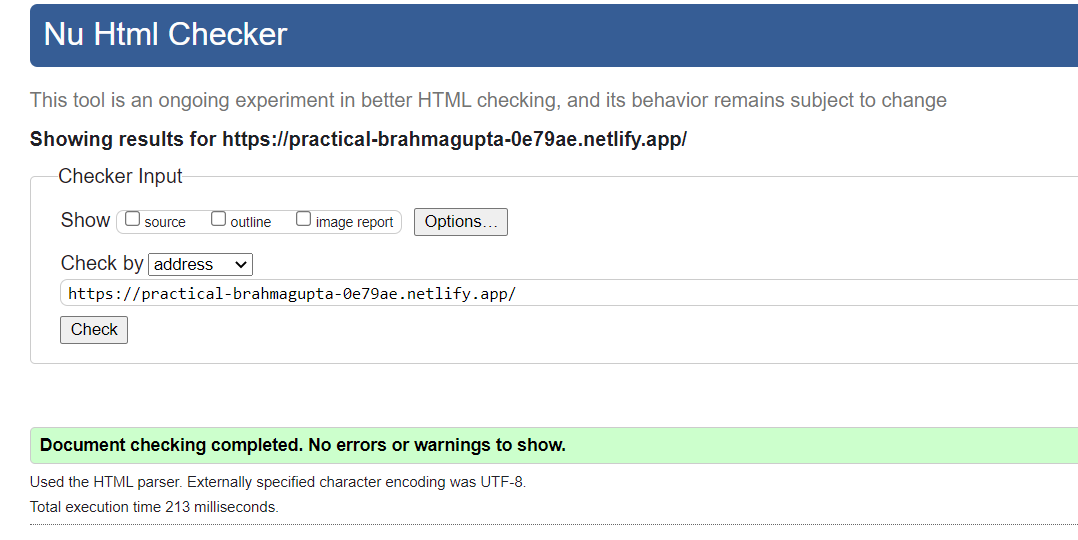 Nu Html Checker
This tool is an ongoing experiment in better HTML checking, and its behavior remains subject to change
Showing results for https://practical-brahmagupta-0e79ae.netlify.app/
Checker Input
Show source outline image report Options...
Check by address
https://practical-brahmagupta-0e79ae.netlify.app/
Check
Document checking completed. No errors or warnings to show.
Used the HTML parser. Externally specified character encoding was UTF-8.
Total execution time 213 milliseconds.